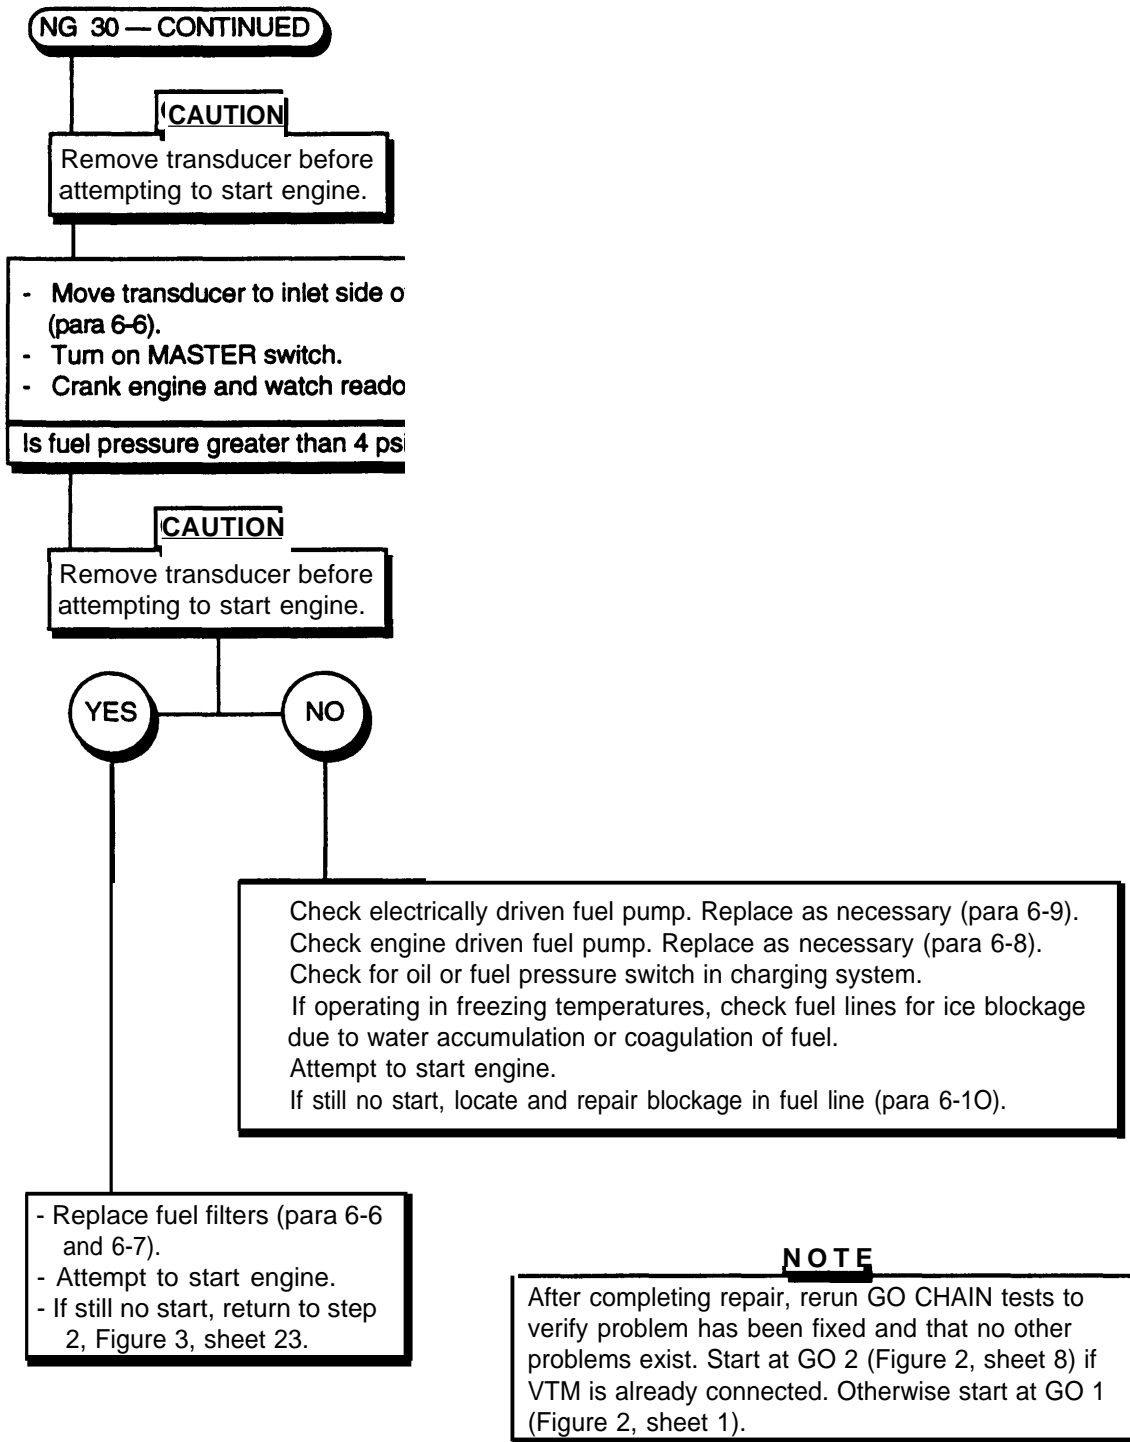 NG 30 — CONTINUED
CAUTION
Remove transducer before
attempting to start engine.
- Move transducer to inlet side o
(para 6-6).
- Turn on MASTER switch.
- Crank engine and watch reado
Is fuel pressure greater than 4 psi
CAUTION
Remove transducer before
attempting to start engine.
YES
NO
Check electrically driven fuel pump. Replace as necessary (para 6-9).
Check engine driven fuel pump. Replace as necessary (para 6-8).
Check for oil or fuel pressure switch in charging system.
If operating in freezing temperatures, check fuel lines for ice blockage
due to water accumulation or coagulation of fuel.
Attempt to start engine.
If still no start, locate and repair blockage in fuel line (para 6-1O).
- Replace fuel filters (para 6-6
and 6-7).
- Attempt to start engine.
- If still no start, return to step
2, Figure 3, sheet 23.
NOTE
After completing repair, rerun GO CHAIN tests to
verify problem has been fixed and that no other
problems exist. Start at GO 2 (Figure 2, sheet 8) if
VTM is already connected. Otherwise start at GO 1
(Figure 2, sheet 1).